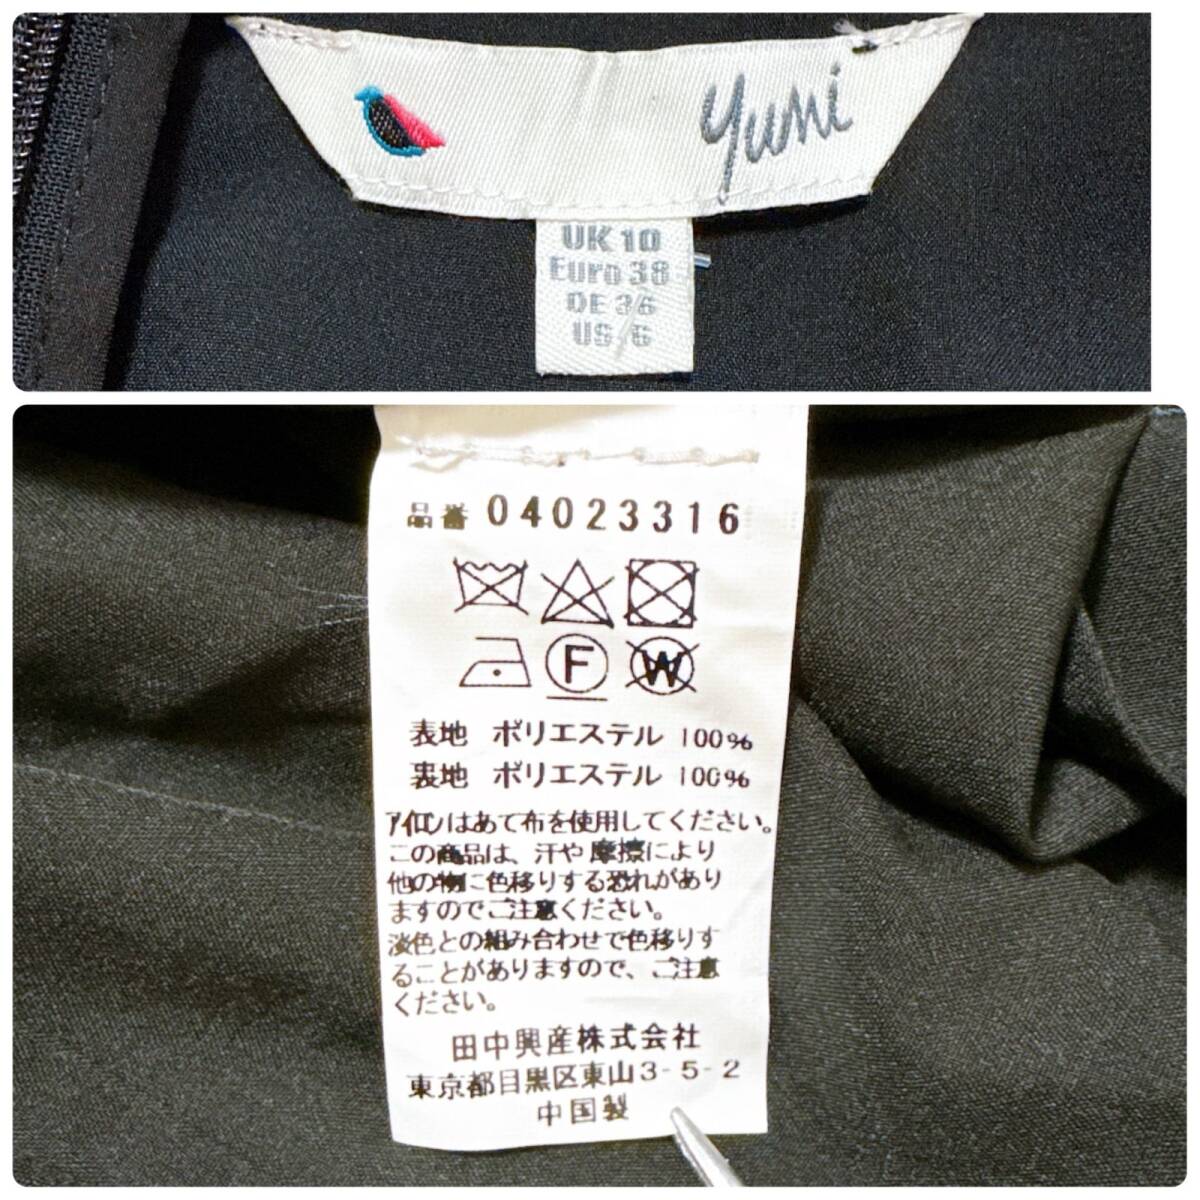 yumi
UK 10
Euro 38
DE 36
US 6
品番 04023316
F W
表地 ポリエステル 100%
裏地 ポリエステル 100%
アイロンはあて布を使用してください。
この商品は、汗や摩擦により
他の物に色移りする恐れがあり
ますのでご注意ください。
淡色との組み合わせで色移りす
ることがありますので、ご注意
ください。
田中興産株式会社
東京都目黒区東山3-5-2
中国製